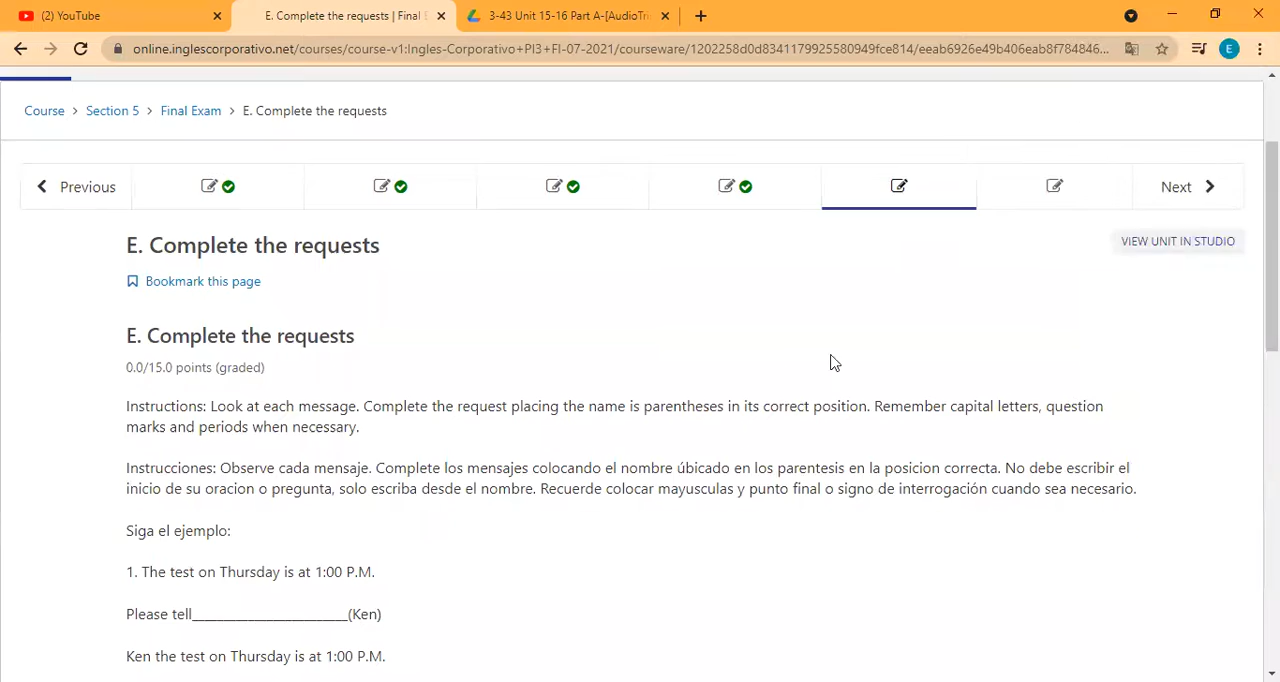 (2) YouTube
E. Complete the requests | Final E
3-43 Unit 15-16 Part A-[AudioTri
online.inglescorporativo.net/courses/course-v1:Ingles-Corporativo+PI3+FI-07-2021/courseware/1202258d0d8341179925580949fce814/eeab6926e49b406eab8f784846...
E
Course > Section 5 > Final Exam > E. Complete the requests
Previous
Next
E. Complete the requests
VIEW UNIT IN STUDIO
Bookmark this page
E. Complete the requests
0.0/15.0 points (graded)
Instructions: Look at each message. Complete the request placing the name is parentheses in its correct position. Remember capital letters, question
marks and periods when necessary.
Instrucciones: Observe cada mensaje. Complete los mensajes colocando el nombre úbicado en los parentesis en la posicion correcta. No debe escribir el
inicio de su oracion o pregunta, solo escriba desde el nombre. Recuerde colocar mayusculas y punto final o signo de interrogación cuando sea necesario.
Siga el ejemplo:
1. The test on Thursday is at 1:00 P.M.
Please tell____________________(Ken)
Ken the test on Thursday is at 1:00 P.M.